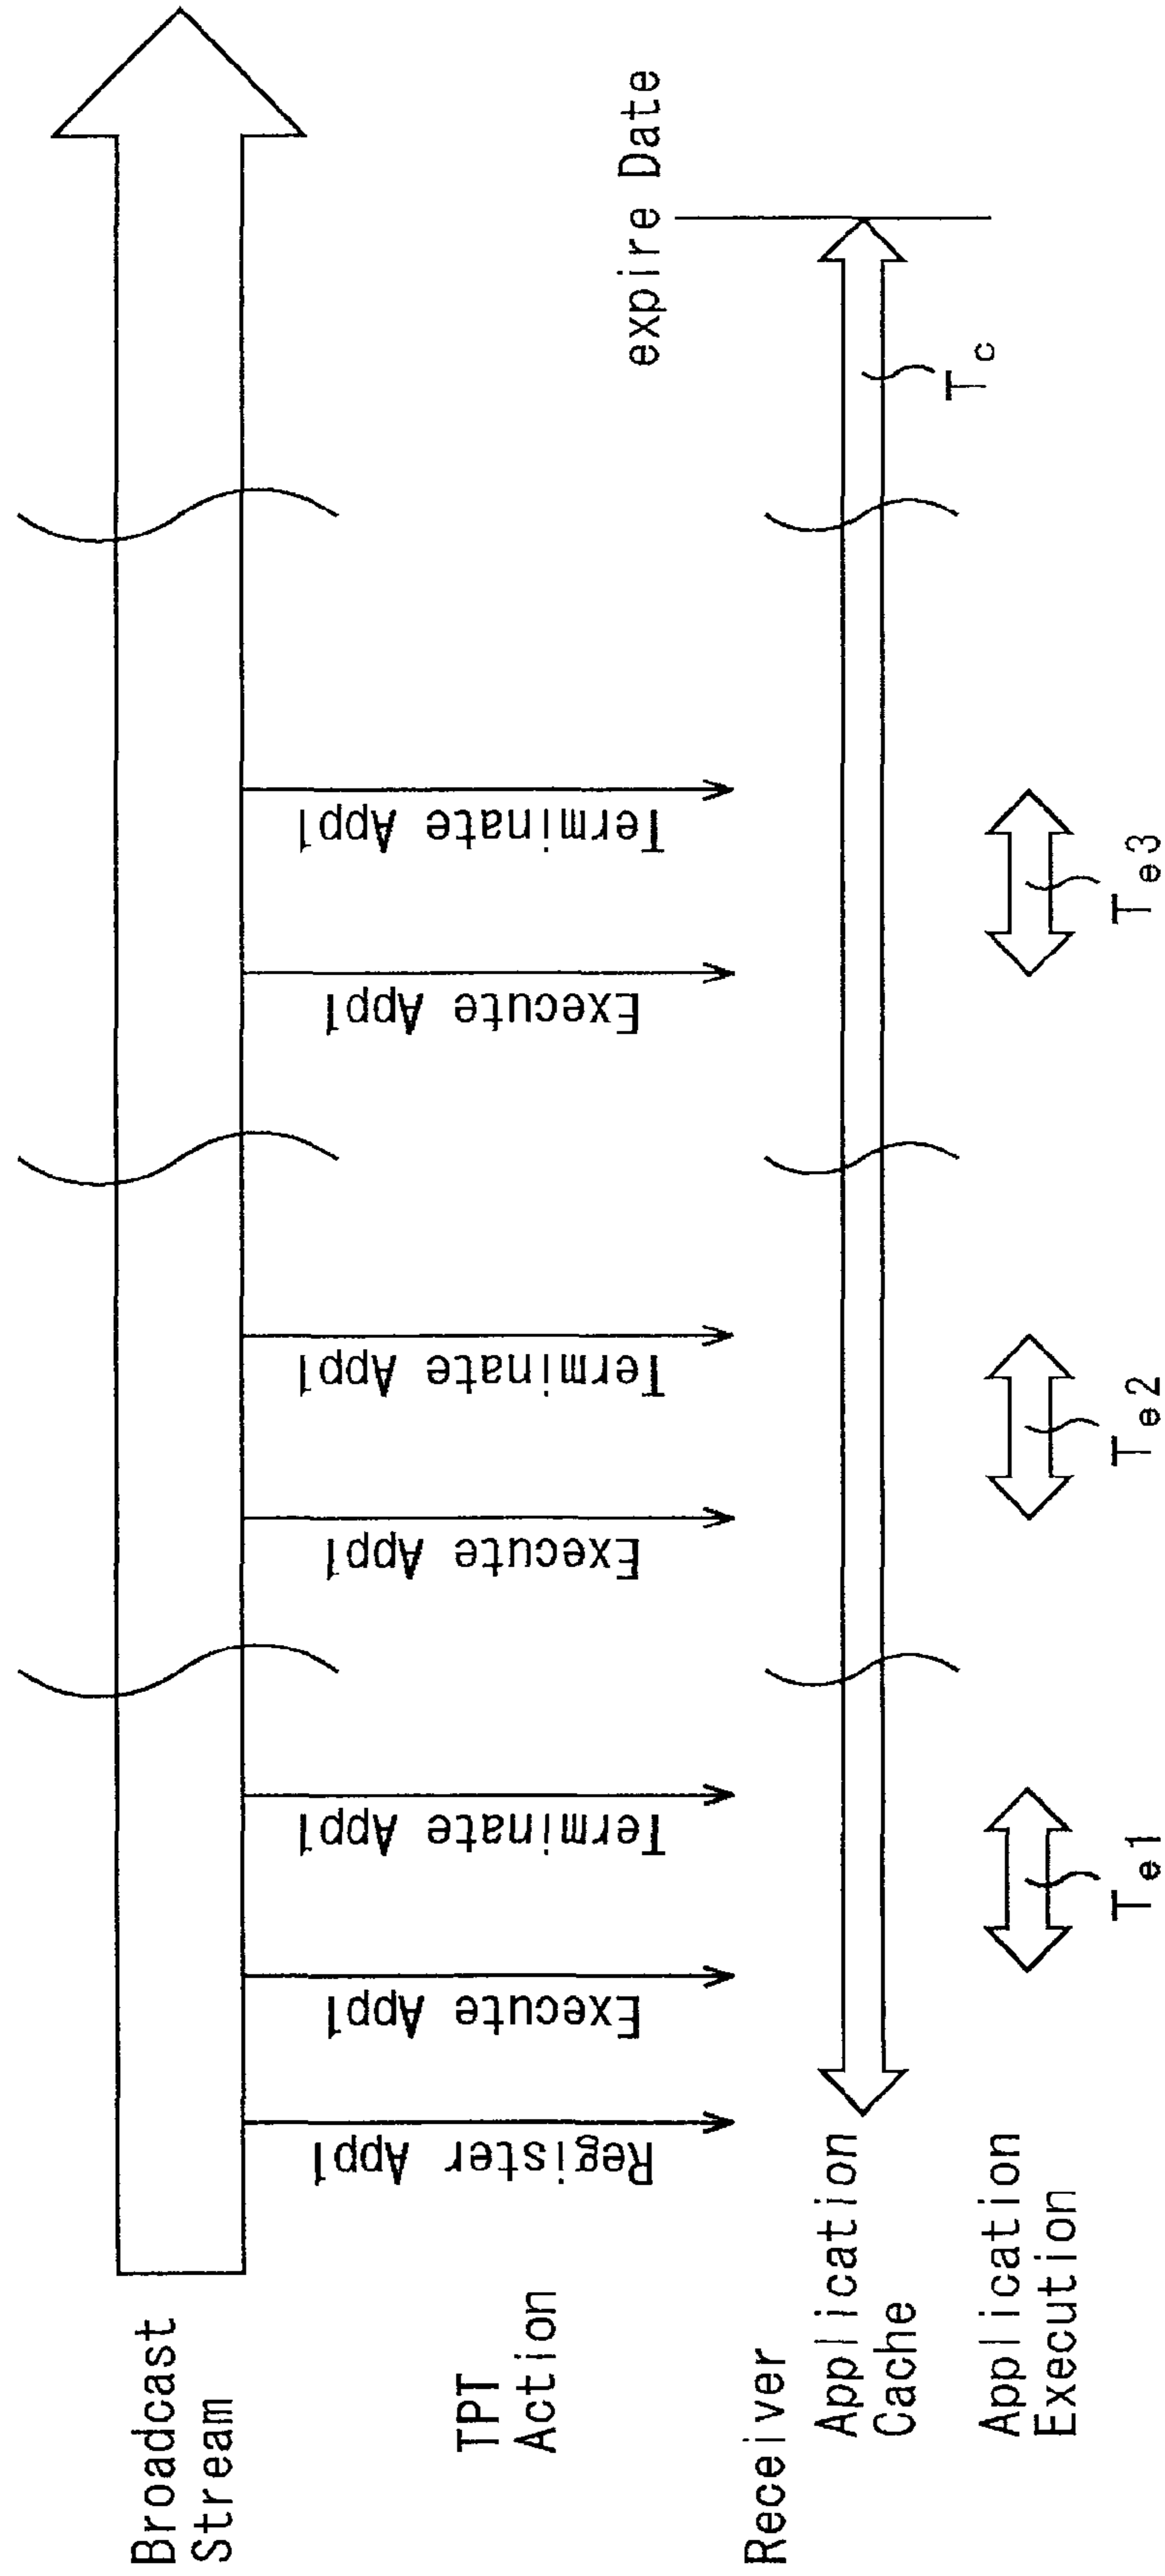 Broadcast
Stream
TPT
Action
Register App1
Execute App1
Terminate App1
Execute App1
Terminate App1
Execute App1
Terminate App1
expire Date
Receiver
Application
Cache
Tc
Application
Execution
Te1
Te2
Te3